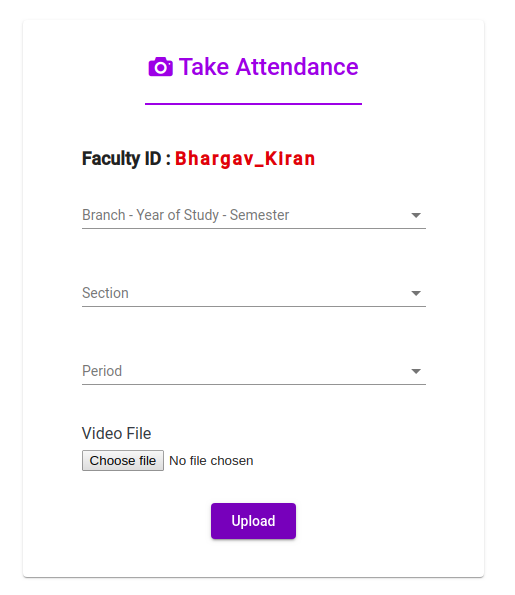 Take Attendance
Faculty ID : Bhargav_Kiran
Branch - Year of Study - Semester
Section
Period
Video File
Choose file No file chosen
Upload